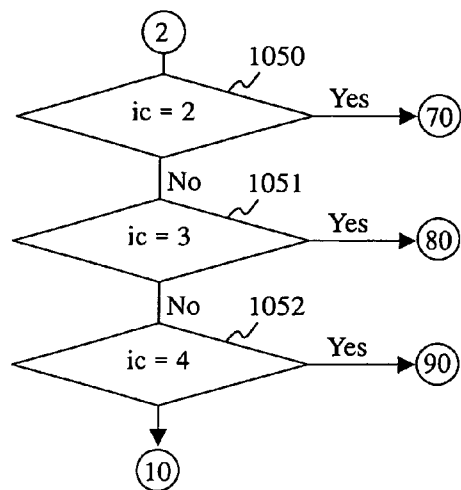 2
1050
ic = 2
Yes
70
No
1051
ic = 3
Yes
80
No
1052
ic = 4
Yes
90
10